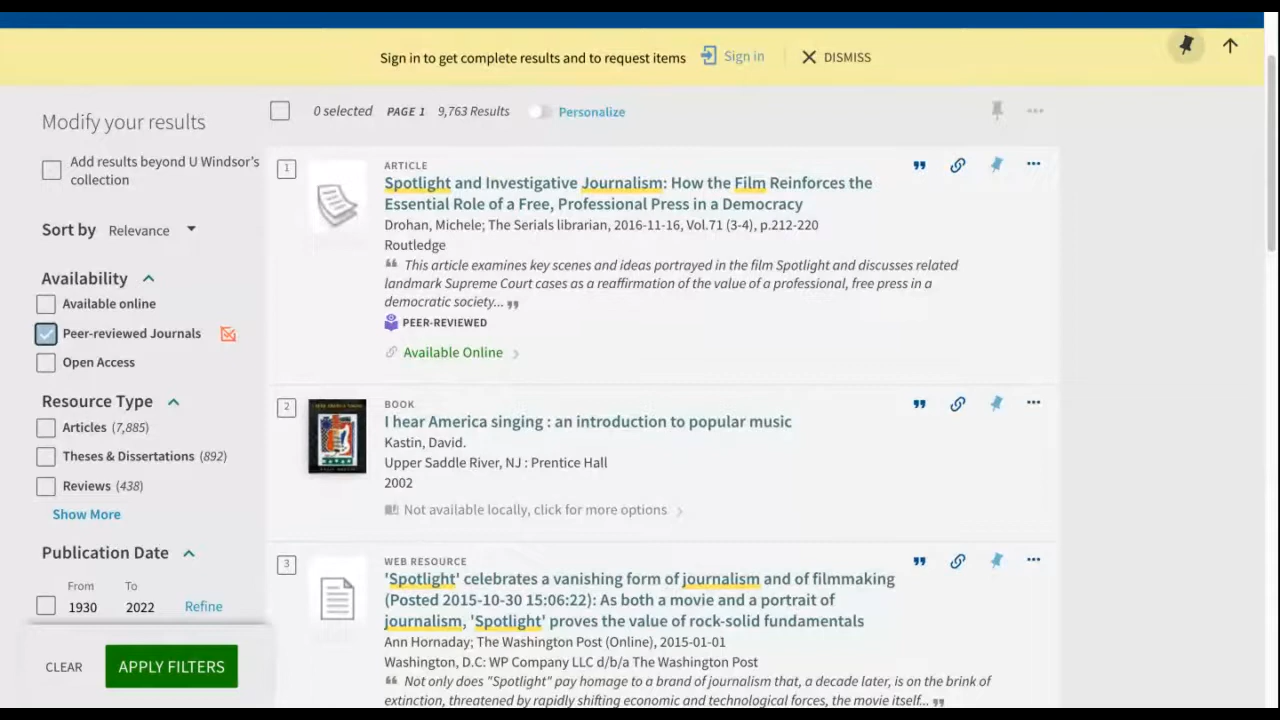 Sign in to get complete results and to request items Sign in DISMISS
Modify your results
Add results beyond U Windsor's
collection
Sort by Relevance
Availability
Available online
Peer-reviewed Journals
Open Access
Resource Type
Articles (7,885)
Theses & Dissertations (892)
Reviews (438)
Show More
Publication Date
From To
1930 2022 Refine
CLEAR APPLY FILTERS
0 selected PAGE 1 9,763 Results Personalize
1
ARTICLE
Spotlight and Investigative Journalism: How the Film Reinforces the
Essential Role of a Free, Professional Press in a Democracy
Drohan, Michele; The Serials librarian, 2016-11-16, Vol.71 (3-4), p.212-220
Routledge
" This article examines key scenes and ideas portrayed in the film Spotlight and discusses related
landmark Supreme Court cases as a reaffirmation of the value of a professional, free press in a
democratic society... "
PEER-REVIEWED
Available Online
2
BOOK
I hear America singing : an introduction to popular music
Kastin, David.
Upper Saddle River, NJ : Prentice Hall
2002
Not available locally, click for more options
3
WEB RESOURCE
'Spotlight' celebrates a vanishing form of journalism and of filmmaking
(Posted 2015-10-30 15:06:22): As both a movie and a portrait of
journalism, 'Spotlight' proves the value of rock-solid fundamentals
Ann Hornaday; The Washington Post (Online), 2015-01-01
Washington, D.C: WP Company LLC d/b/a The Washington Post
" Not only does "Spotlight" pay homage to a brand of journalism that, a decade later, is on the brink of
extinction, threatened by rapidly shifting economic and technological forces, the movie itself... "